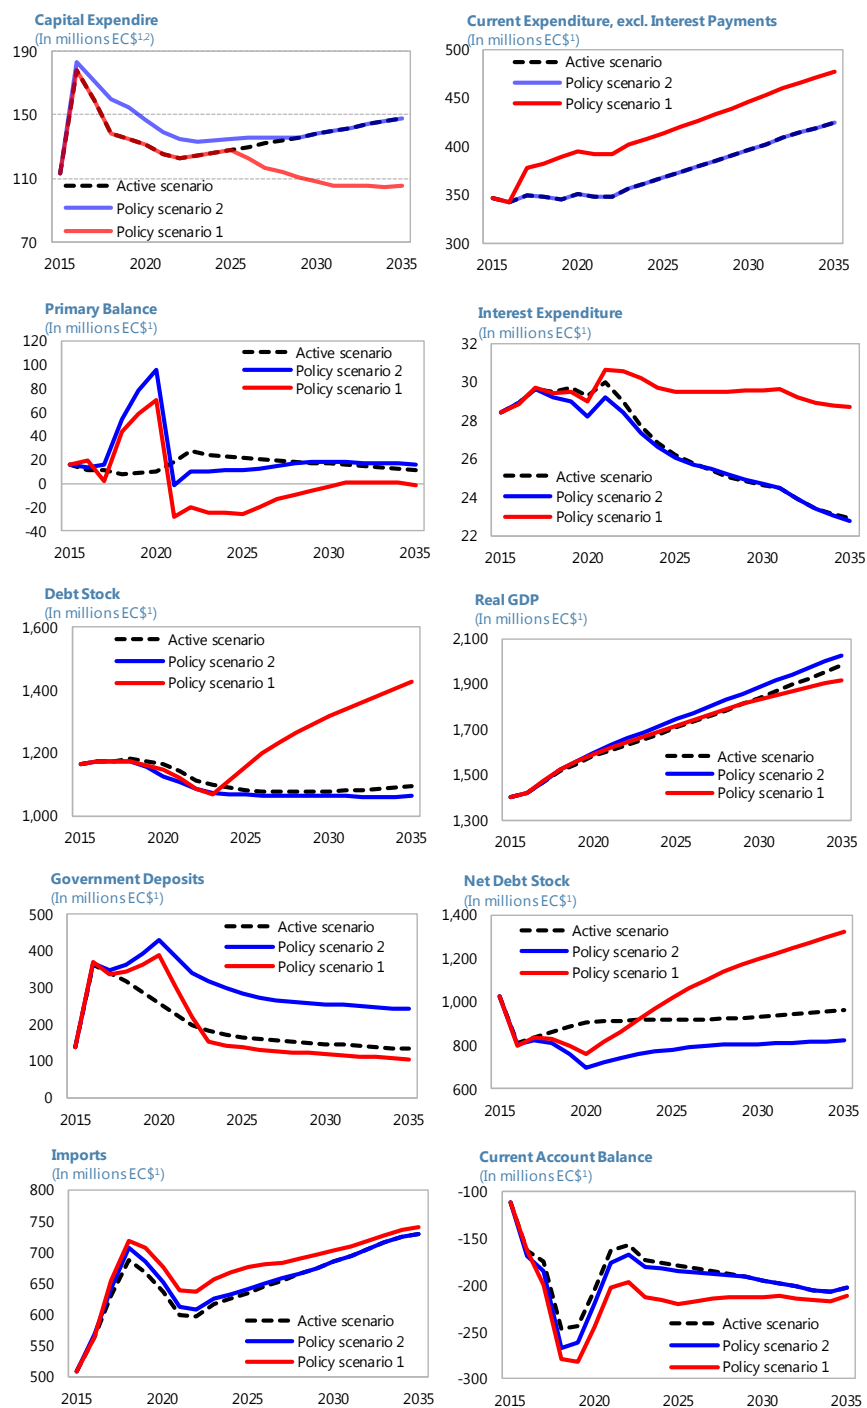 Capital Expendire
(In millions EC$1,2)
190
150
110
70
Active scenario
Policy scenario 2
Policy scenario 1
2015 2020 2025 2030 2035
Current Expenditure, excl. Interest Payments
(In millions EC$1)
500
450
400
350
300
Active scenario
Policy scenario 2
Policy scenario 1
2015 2020 2025 2030 2035
Primary Balance
(In millions EC$1)
120
100
80
60
40
20
0
-20
-40
Active scenario
Policy scenario 2
Policy scenario 1
2015 2020 2025 2030 2035
Interest Expenditure
(In millions EC$1)
32
30
28
26
24
22
Active scenario
Policy scenario 2
Policy scenario 1
2015 2020 2025 2030 2035
Debt Stock
(In millions EC$1)
1,600
1,400
1,200
1,000
Active scenario
Policy scenario 2
Policy scenario 1
2015 2020 2025 2030 2035
Real GDP
(In millions EC$1)
2,100
1,900
1,700
1,500
1,300
Active scenario
Policy scenario 2
Policy scenario 1
2015 2020 2025 2030 2035
Government Deposits
(In millions EC$1)
500
400
300
200
100
0
Active scenario
Policy scenario 2
Policy scenario 1
2015 2020 2025 2030 2035
Net Debt Stock
(In millions EC$1)
1,400
1,200
1,000
800
600
Active scenario
Policy scenario 2
Policy scenario 1
2015 2020 2025 2030 2035
Imports
(In millions EC$1)
800
750
700
650
600
550
500
Active scenario
Policy scenario 2
Policy scenario 1
2015 2020 2025 2030 2035
Current Account Balance
(In millions EC$1)
-100
-150
-200
-250
-300
Active scenario
Policy scenario 2
Policy scenario 1
2015 2020 2025 2030 2035